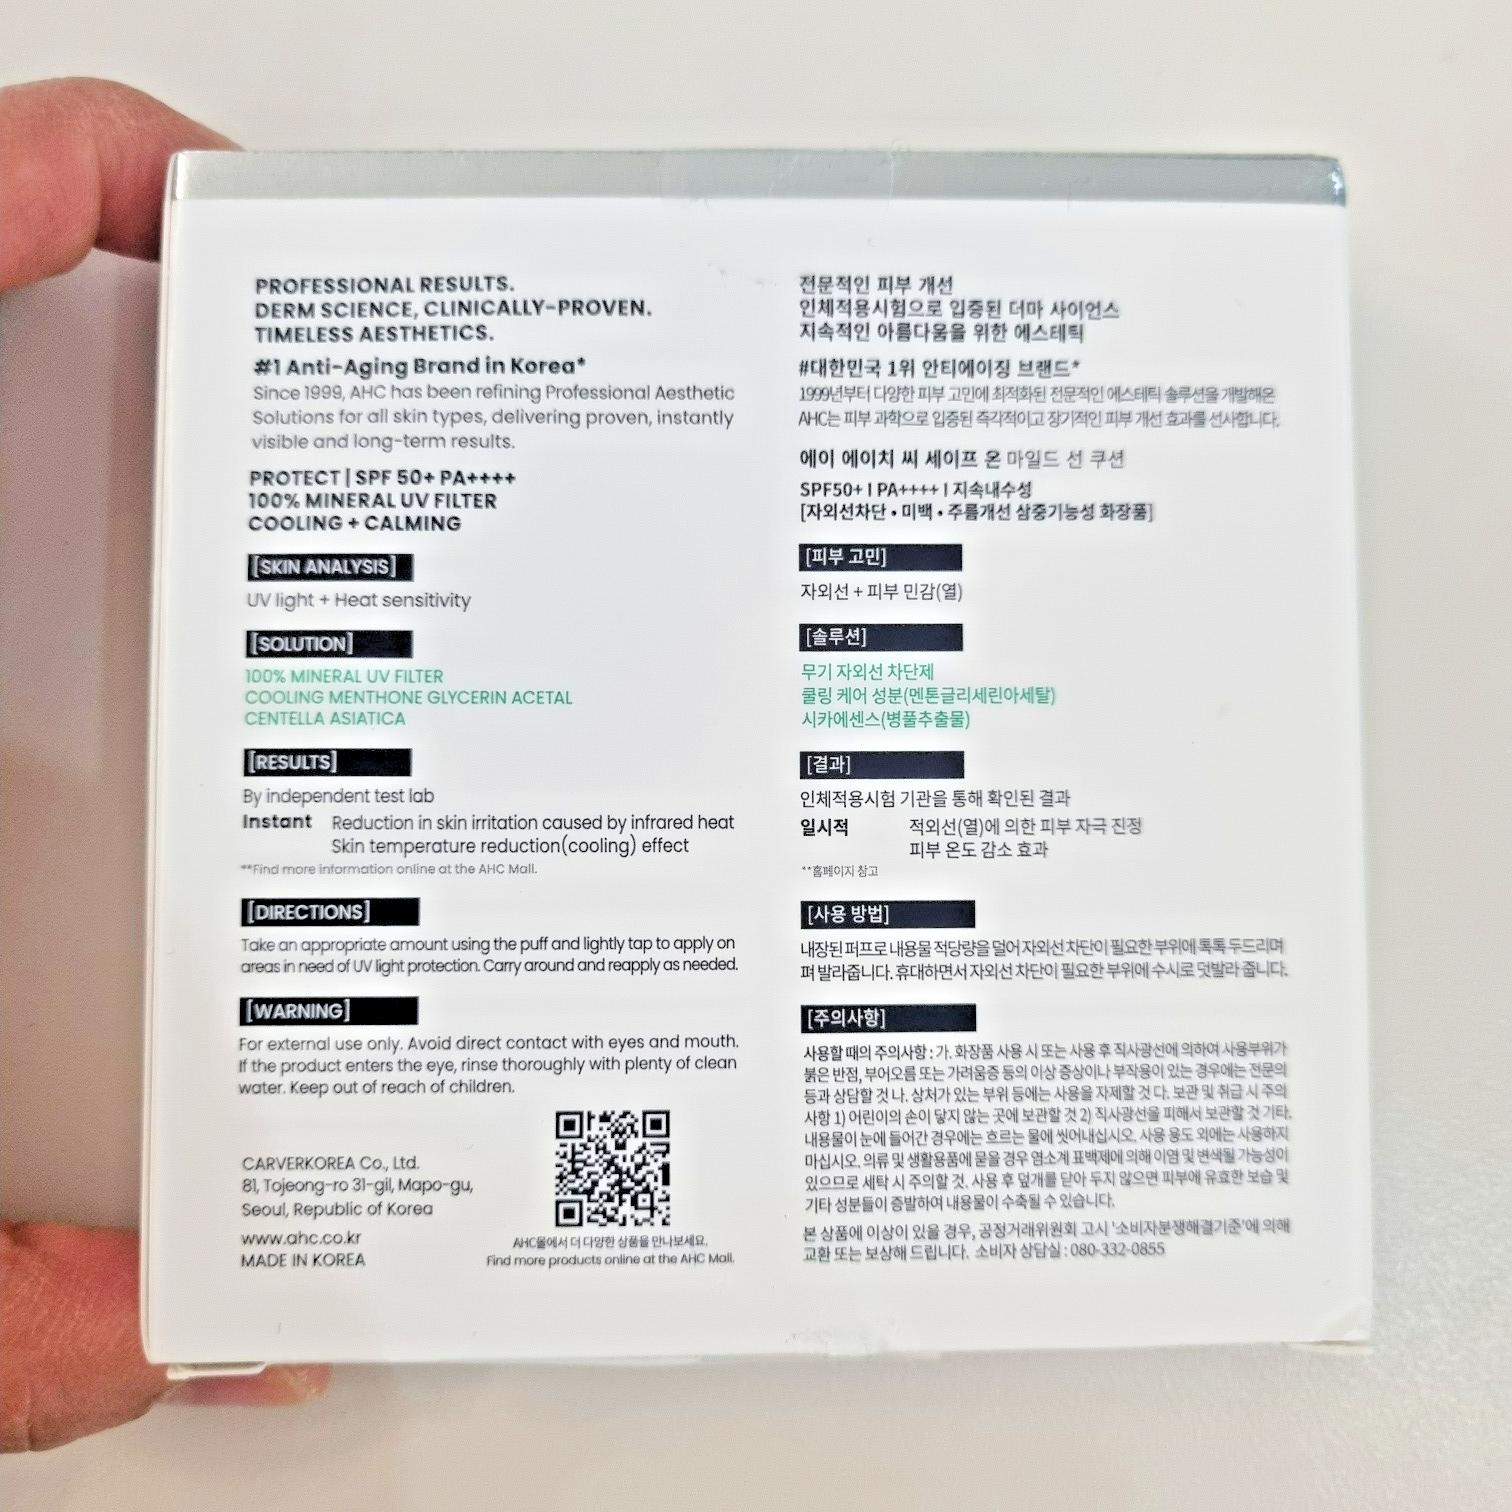 PROFESSIONAL RESULTS.
DERM SCIENCE, CLINICALLY-PROVEN.
TIMELESS AESTHETICS.
#1 Anti-Aging Brand in Korea*
Since 1999, AHC has been refining Professional Aesthetic
Solutions for all skin types, delivering proven, instantly
visible and long-term results.
PROTECT | SPF 50+ PA++++
100% MINERAL UV FILTER
COOLING + CALMING
[SKIN ANALYSIS]
UV light + Heat sensitivity
[SOLUTION]
100% MINERAL UV FILTER
COOLING MENTHONE GLYCERIN ACETAL
CENTELLA ASIATICA
[RESULTS]
By independent test lab
Instant Reduction in skin irritation caused by infrared heat
Skin temperature reduction(cooling) effect
**Find more information online at the AHC Mall.
[DIRECTIONS]
Take an appropriate amount using the puff and lightly tap to apply on
areas in need of UV light protection. Carry around and reapply as needed.
[WARNING]
For external use only. Avoid direct contact with eyes and mouth.
If the product enters the eye, rinse thoroughly with plenty of clean
water. Keep out of reach of children.
CARVERKOREA Co., Ltd.
81, Tojeong-ro 31-gil, Mapo-gu,
Seoul, Republic of Korea
www.ahc.co.kr
MADE IN KOREA
AHC몰에서 더 다양한 상품을 만나보세요.
Find more products online at the AHC Mall.
전문적인 피부 개선
인체적용시험으로 입증된 더마 사이언스
지속적인 아름다움을 위한 에스테틱
#대한민국 1위 안티에이징 브랜드*
1999년부터 다양한 피부 고민에 최적화된 전문적인 에스테틱 솔루션을 개발해온
AHC는 피부 과학으로 입증된 즉각적이고 장기적인 피부 개선 효과를 선사합니다.
에이 에이치 씨 세이프 온 마일드 선 쿠션
SPF50+ I PA++++ I 지속내수성
[자외선차단 • 미백 • 주름개선 삼중기능성 화장품]
[피부 고민]
자외선 + 피부 민감(열)
[솔루션]
무기 자외선 차단제
쿨링 케어 성분(멘톤글리세린아세탈)
시카에센스(병풀추출물)
[결과]
인체적용시험 기관을 통해 확인된 결과
일시적 적외선(열)에 의한 피부 자극 진정
피부 온도 감소 효과
**홈페이지 참고
[사용 방법]
내장된 퍼프로 내용물 적당량을 덜어 자외선 차단이 필요한 부위에 톡톡 두드리며
펴 발라줍니다. 휴대하면서 자외선 차단이 필요한 부위에 수시로 덧발라 줍니다.
[주의사항]
사용할 때의 주의사항 : 가. 화장품 사용 시 또는 사용 후 직사광선에 의하여 사용부위가
붉은 반점, 부어오름 또는 가려움증 등의 이상 증상이나 부작용이 있는 경우에는 전문의
등과 상담할 것 나. 상처가 있는 부위 등에는 사용을 자제할 것 다. 보관 및 취급 시 주의
사항 1) 어린이의 손이 닿지 않는 곳에 보관할 것 2) 직사광선을 피해서 보관할 것 기타.
내용물이 눈에 들어간 경우에는 흐르는 물에 씻어내십시오. 사용 용도 외에는 사용하지
마십시오. 의류 및 생활용품에 묻을 경우 염소계 표백제에 의해 이염 및 변색될 가능성이
있으므로 세탁 시 주의할 것. 사용 후 덮개를 닫아 두지 않으면 피부에 유효한 보습 및
기타 성분들이 증발하여 내용물이 수축될 수 있습니다.
본 상품에 이상이 있을 경우, 공정거래위원회 고시 '소비자분쟁해결기준'에 의해
교환 또는 보상해 드립니다. 소비자 상담실 : 080-332-0855